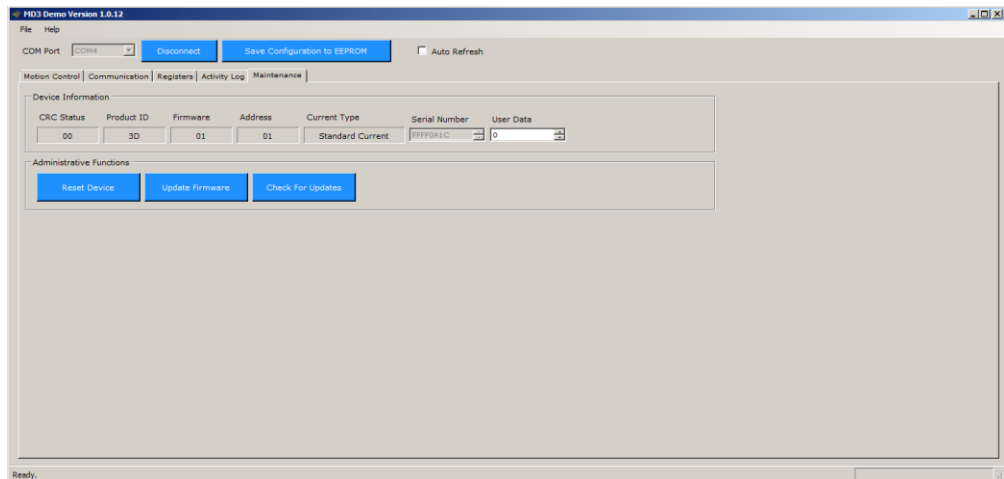 MD3 Demo Version 1.0.12
File Help
COM Port COM4 Disconnect Save Configuration to EEPROM Auto Refresh
Motion Control Communication Registers Activity Log Maintenance
Device Information
CRC Status Product ID Firmware Address Current Type Serial Number User Data
00 3D 01 01 Standard Current FFFF0A1C 0
Administrative Functions
Reset Device Update Firmware Check For Updates
Ready.